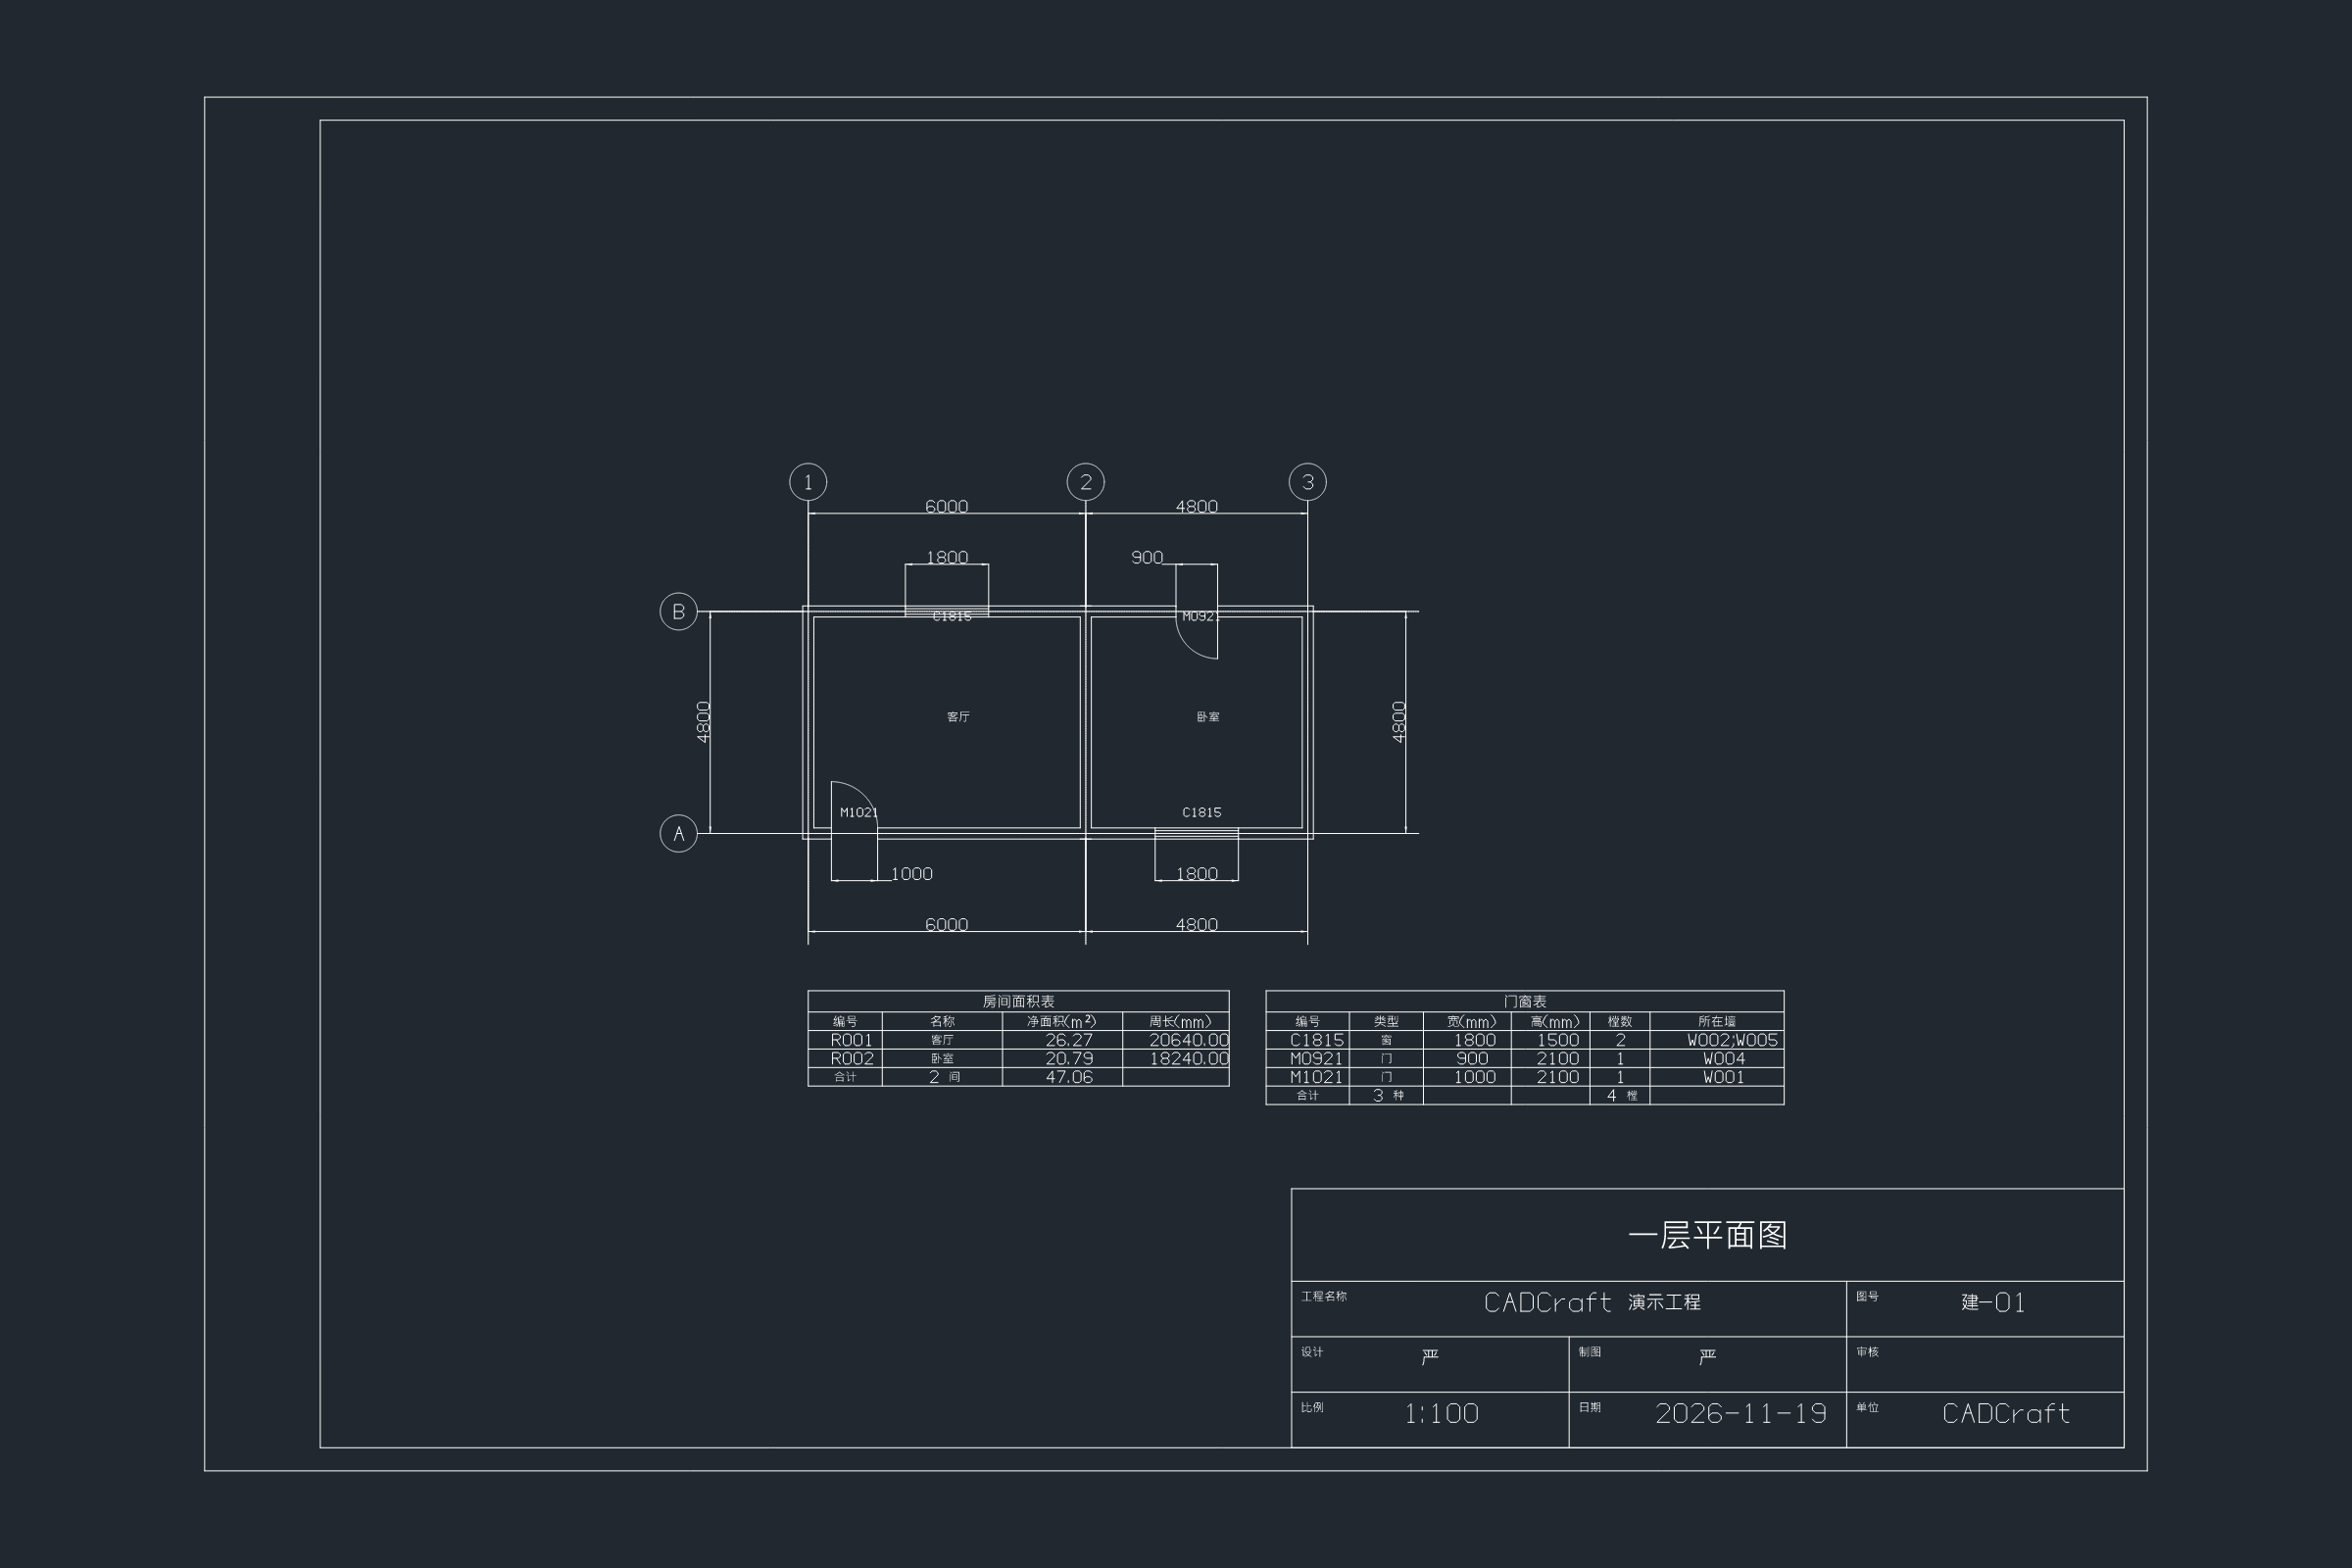 1 2 3
6000 4800
1800 900
B
C1815 M0921
4800 客厅 卧室 4800
M1021 C1815
A
1000 1800
6000 4800
房间面积表
编号 名称 净面积(m²) 周长(mm)
R001 客厅 26.27 20640.00
R002 卧室 20.79 18240.00
合计 2 间 47.06
门窗表
编号 类型 宽(mm) 高(mm) 樘数 所在墙
C1815 窗 1800 1500 2 W002;W005
M0921 门 900 2100 1 W004
M1021 门 1000 2100 1 W001
合计 3 种 4 樘
一层平面图
工程名称 CADCraft 演示工程 图号 建-01
设计 严 制图 严 审核
比例 1:100 日期 2026-11-19 单位 CADCraft